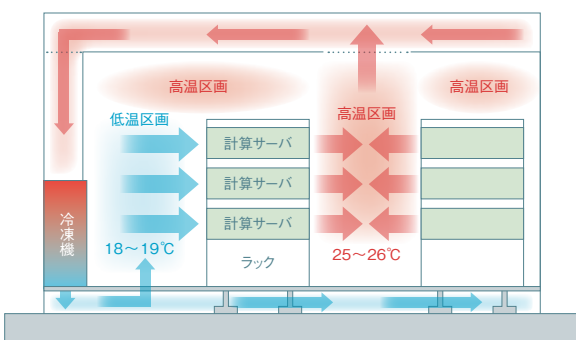 高温区画
高温区画
低温区画
高温区画
計算サーバ
計算サーバ
計算サーバ
冷凍機
18～19℃
ラック
25～26℃